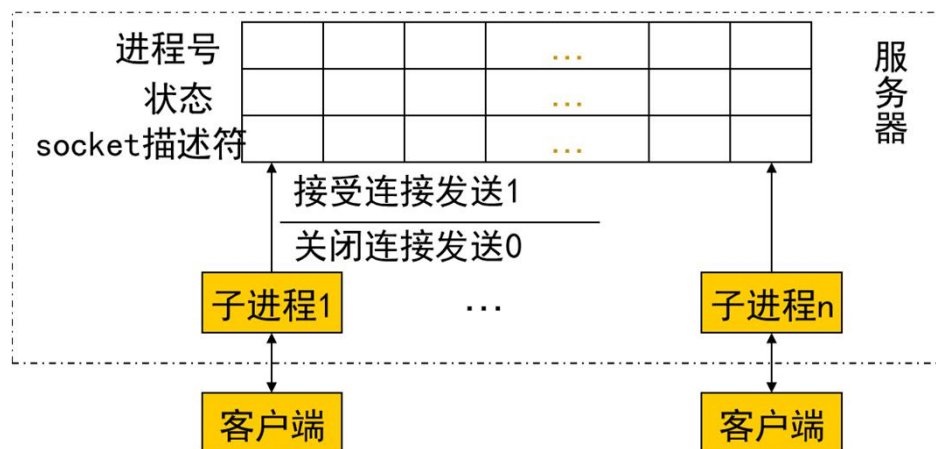 进程号 ...
状态 ...
socket描述符 ...
服务器
接受连接发送1
关闭连接发送0
子进程1 ... 子进程n
客户端 客户端